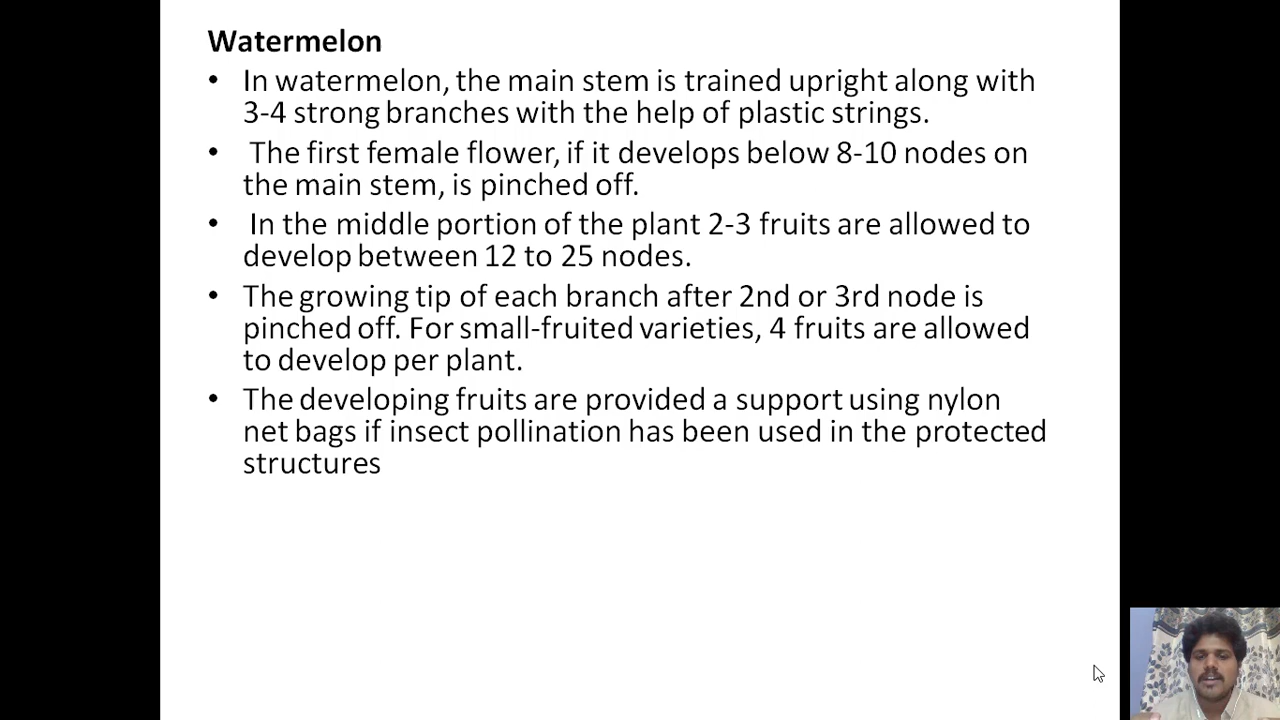 Watermelon
• In watermelon, the main stem is trained upright along with
3-4 strong branches with the help of plastic strings.
• The first female flower, if it develops below 8-10 nodes on
the main stem, is pinched off.
• In the middle portion of the plant 2-3 fruits are allowed to
develop between 12 to 25 nodes.
• The growing tip of each branch after 2nd or 3rd node is
pinched off. For small-fruited varieties, 4 fruits are allowed
to develop per plant.
• The developing fruits are provided a support using nylon
net bags if insect pollination has been used in the protected
structures